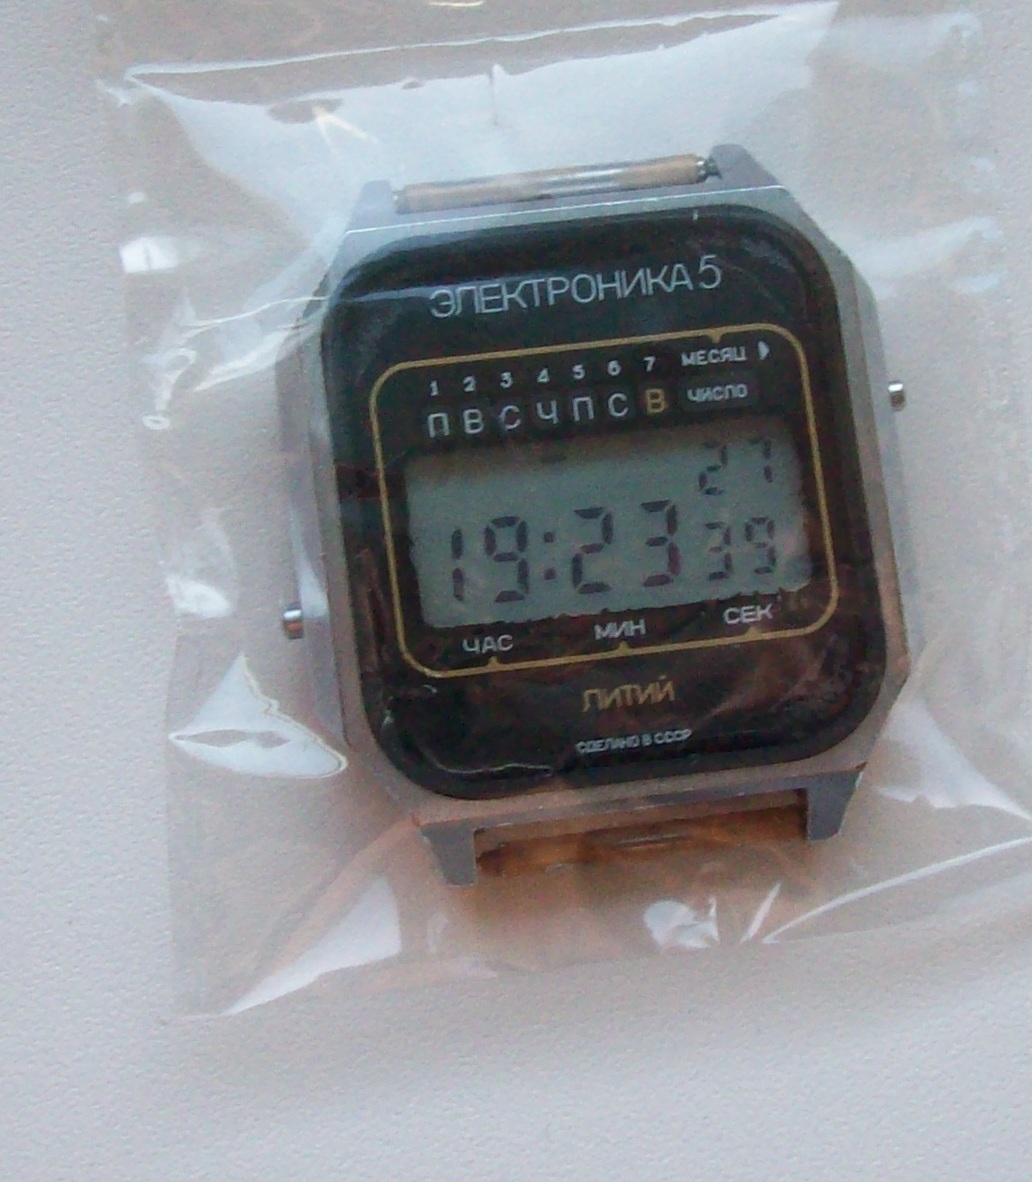 ЭЛЕКТРОНИКА 5
1 2 3 4 5 6 7 МЕСЯЦ
П В С Ч П С В ЧИСЛО
27
19:23 39
ЧАС МИН СЕК
ЛИТИЙ
СДЕЛАНО В СССР